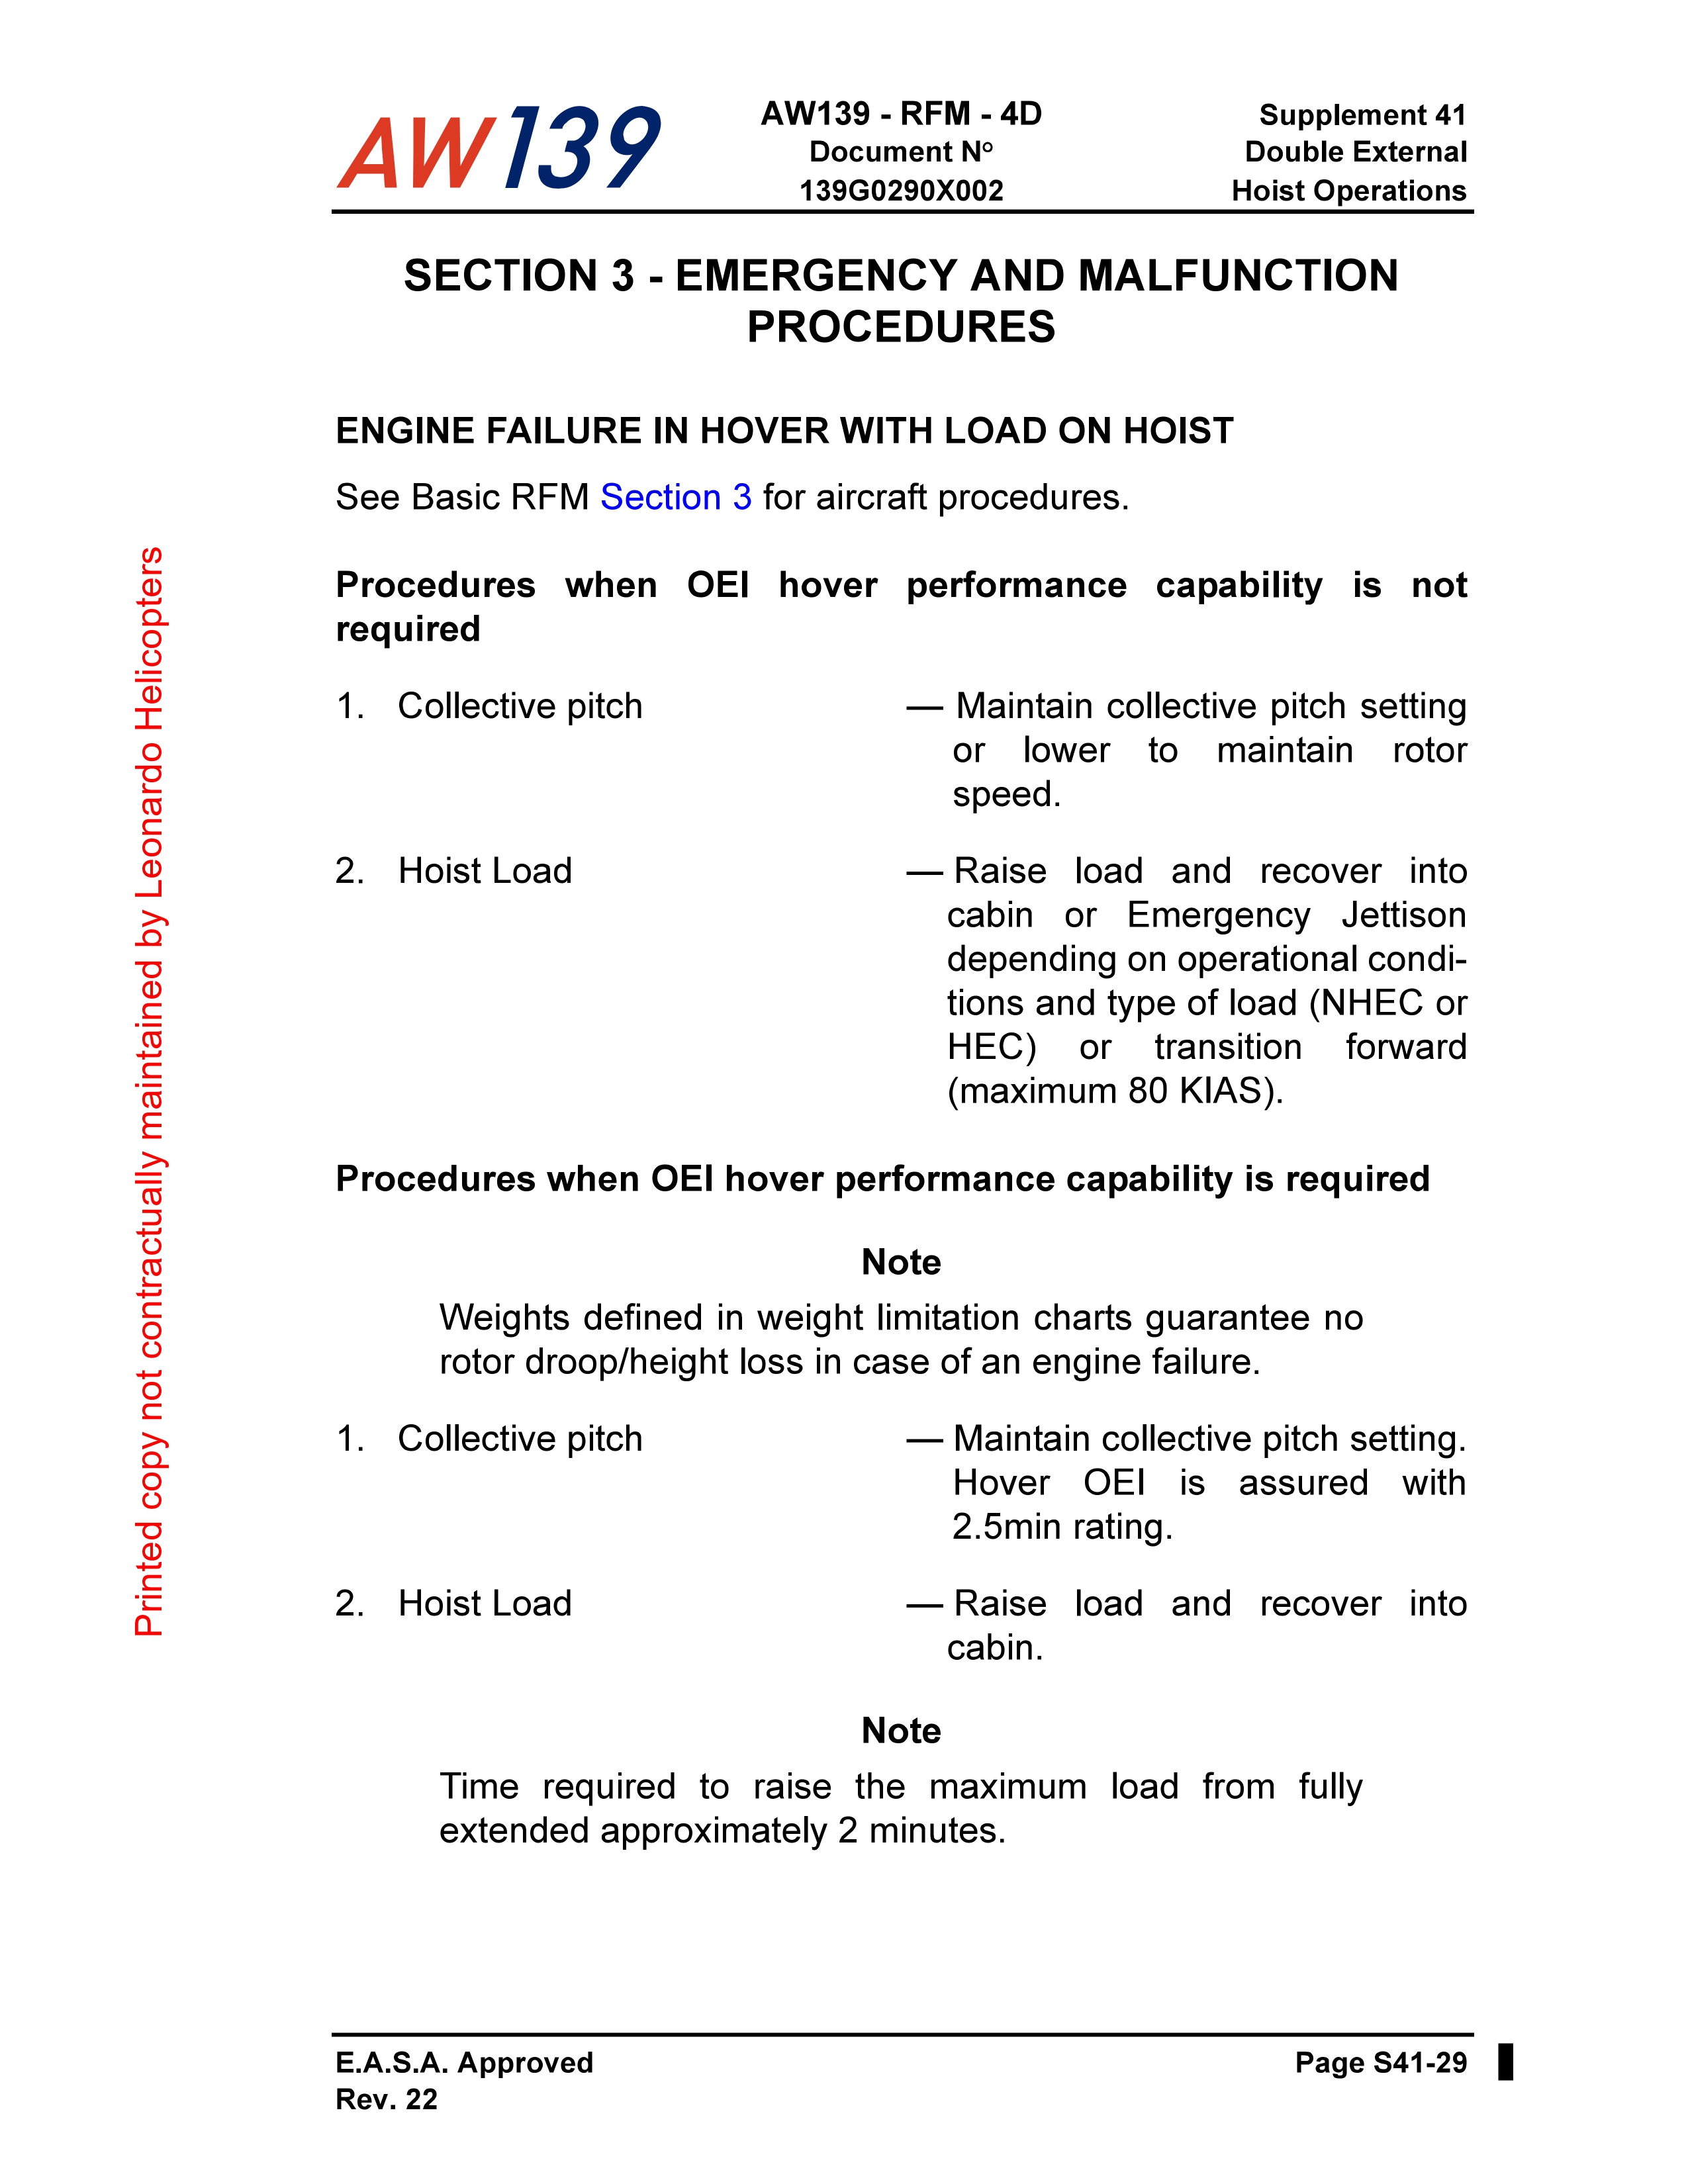 AW139
AW139 - RFM - 4D
Document N°
139G0290X002
Supplement 41
Double External
Hoist Operations
SECTION 3 - EMERGENCY AND MALFUNCTION
PROCEDURES
ENGINE FAILURE IN HOVER WITH LOAD ON HOIST
See Basic RFM Section 3 for aircraft procedures.
Procedures when OEI hover performance capability is not
required
1. Collective pitch — Maintain collective pitch setting
or lower to maintain rotor
speed.
2. Hoist Load — Raise load and recover into
cabin or Emergency Jettison
depending on operational condi-
tions and type of load (NHEC or
HEC) or transition forward
(maximum 80 KIAS).
Procedures when OEI hover performance capability is required
Note
Weights defined in weight limitation charts guarantee no
rotor droop/height loss in case of an engine failure.
1. Collective pitch — Maintain collective pitch setting.
Hover OEI is assured with
2.5min rating.
2. Hoist Load — Raise load and recover into
cabin.
Note
Time required to raise the maximum load from fully
extended approximately 2 minutes.
E.A.S.A. Approved
Rev. 22
Page S41-29
Printed copy not contractually maintained by Leonardo Helicopters